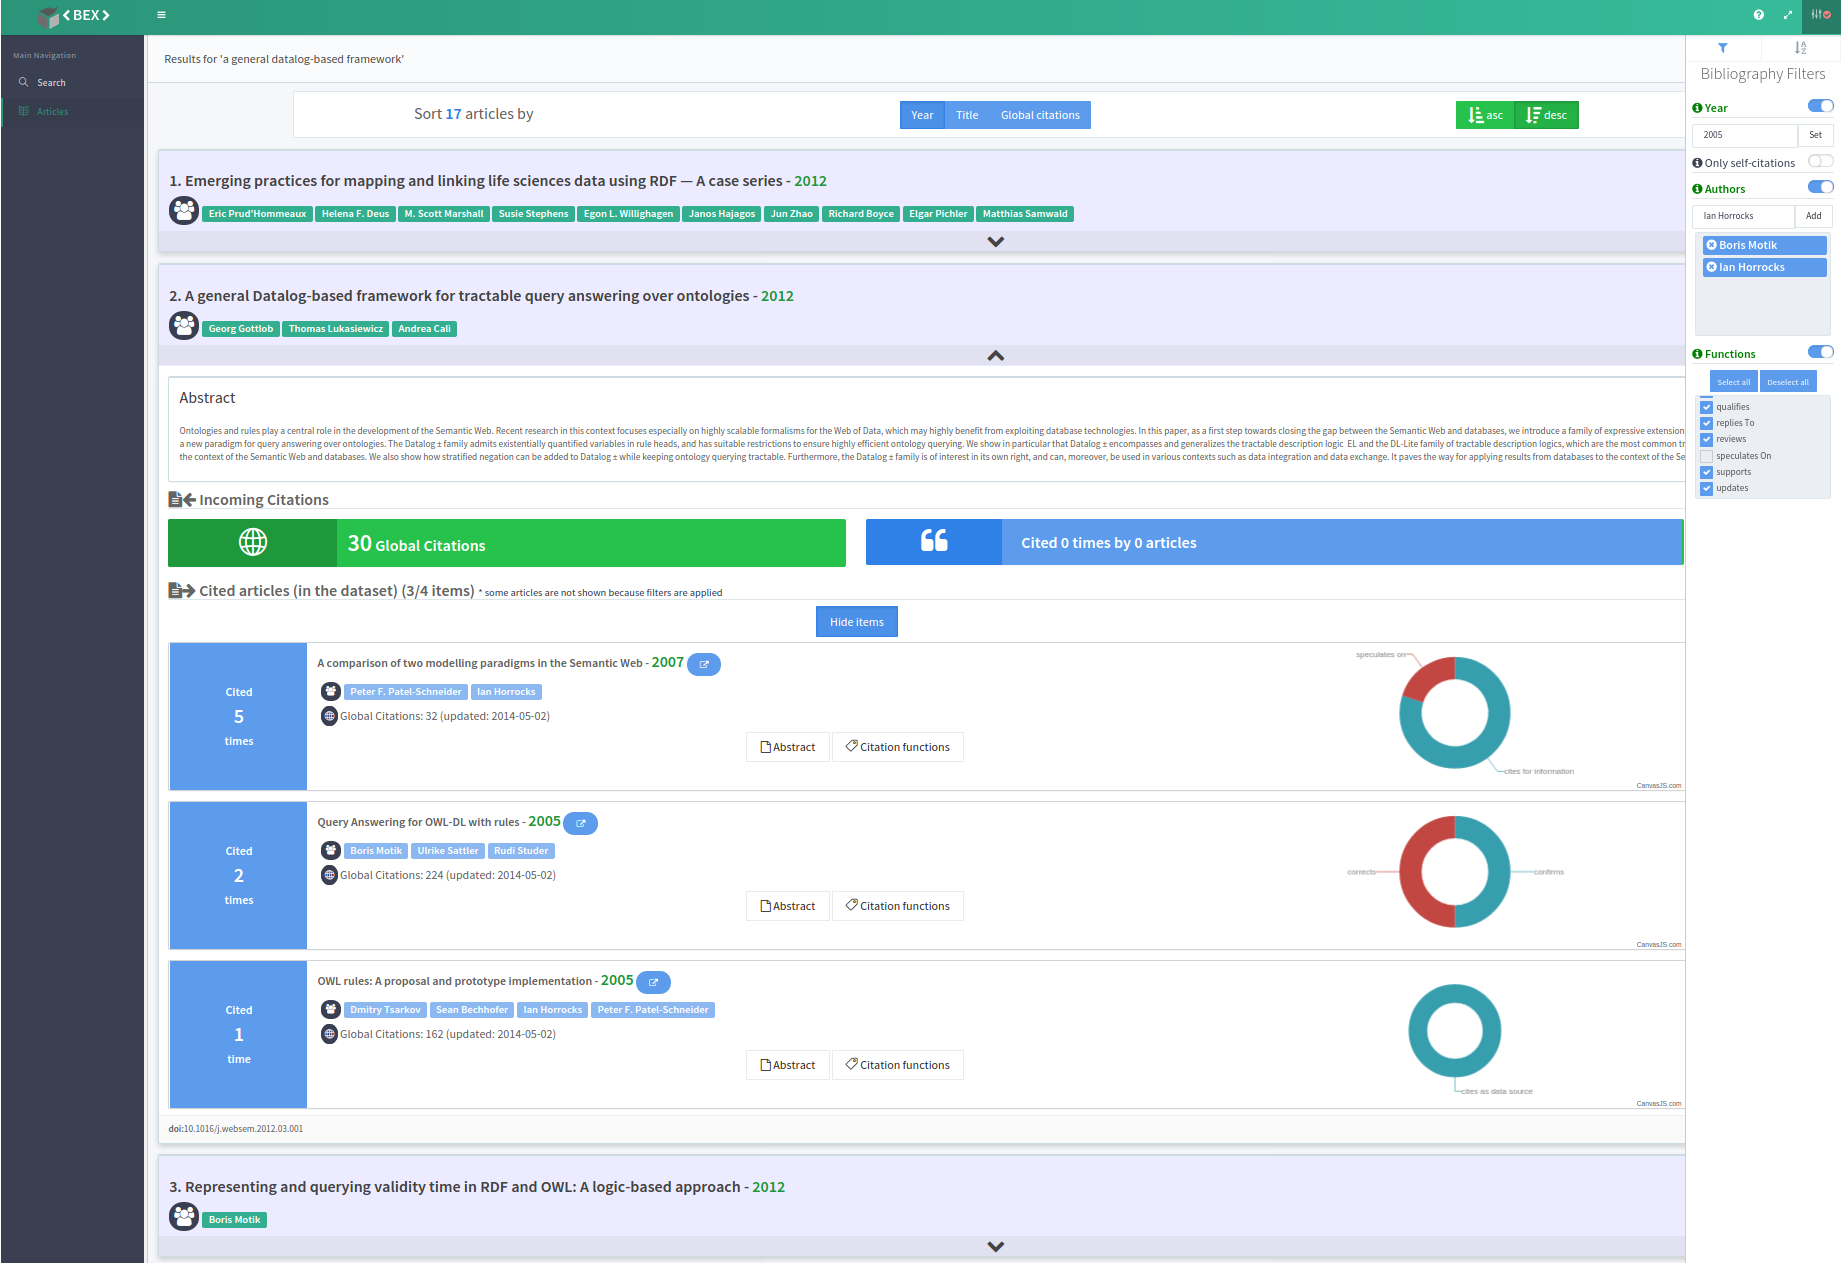 < BEX >
Main Navigation
Search
Articles
Results for 'a general datalog-based framework'
Sort 17 articles by
Year Title Global citations
asc desc
1. Emerging practices for mapping and linking life sciences data using RDF — A case series - 2012
Eric Prud'Hommeaux Helena F. Deus M. Scott Marshall Susie Stephens Egon L. Willighagen Janos Hajagos Jun Zhao Richard Boyce Elgar Pichler Matthias Samwald
2. A general Datalog-based framework for tractable query answering over ontologies - 2012
Georg Gottlob Thomas Lukasiewicz Andrea Calì
Abstract
Ontologies and rules play a central role in the development of the Semantic Web. Recent research in this context focuses especially on highly scalable formalisms for the Web of Data, which may highly benefit from exploiting database technologies. In this paper, as a first step towards closing the gap between the Semantic Web and databases, we introduce a family of expressive extension
a new paradigm for query answering over ontologies. The Datalog ± family admits existentially quantified variables in rule heads, and has suitable restrictions to ensure highly efficient ontology querying. We show in particular that Datalog ± encompasses and generalizes the tractable description logic EL and the DL-Lite family of tractable description logics, which are the most common tr
the context of the Semantic Web and databases. We also show how stratified negation can be added to Datalog ± while keeping ontology querying tractable. Furthermore, the Datalog ± family is of interest in its own right, and can, moreover, be used in various contexts such as data integration and data exchange. It paves the way for applying results from databases to the context of the Se
Incoming Citations
30 Global Citations
Cited 0 times by 0 articles
Cited articles (in the dataset) (3/4 items) * some articles are not shown because filters are applied
Hide items
Cited
5
times
A comparison of two modelling paradigms in the Semantic Web - 2007
Peter F. Patel-Schneider Ian Horrocks
Global Citations: 32 (updated: 2014-05-02)
Abstract Citation functions
speculates on
cites for information
CanvasJS.com
Cited
2
times
Query Answering for OWL-DL with rules - 2005
Boris Motik Ulrike Sattler Rudi Studer
Global Citations: 224 (updated: 2014-05-02)
Abstract Citation functions
corrects
confirms
CanvasJS.com
Cited
1
time
OWL rules: A proposal and prototype implementation - 2005
Dmitry Tsarkov Sean Bechhofer Ian Horrocks Peter F. Patel-Schneider
Global Citations: 162 (updated: 2014-05-02)
Abstract Citation functions
cites as data source
CanvasJS.com
doi:10.1016/j.websem.2012.03.001
3. Representing and querying validity time in RDF and OWL: A logic-based approach - 2012
Boris Motik
Bibliography Filters
Year
2005 Set
Only self-citations
Authors
Ian Horrocks Add
Boris Motik
Ian Horrocks
Functions
Select all Deselect all
qualifies
replies To
reviews
speculates On
supports
updates